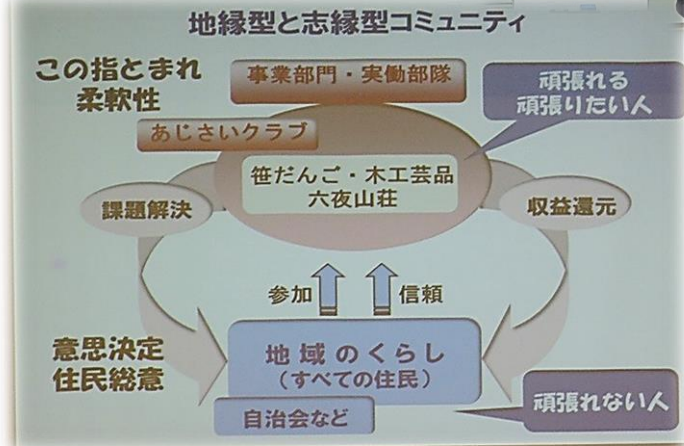 地縁型と志縁型コミュニティ
この指とまれ
柔軟性
事業部門・実働部隊
頑張れる
頑張りたい人
あじさいクラブ
笹だんご・木工芸品
六夜山荘
課題解決
収益還元
参加
信頼
意思決定
住民総意
地域のくらし
(すべての住民)
自治会など
頑張れない人